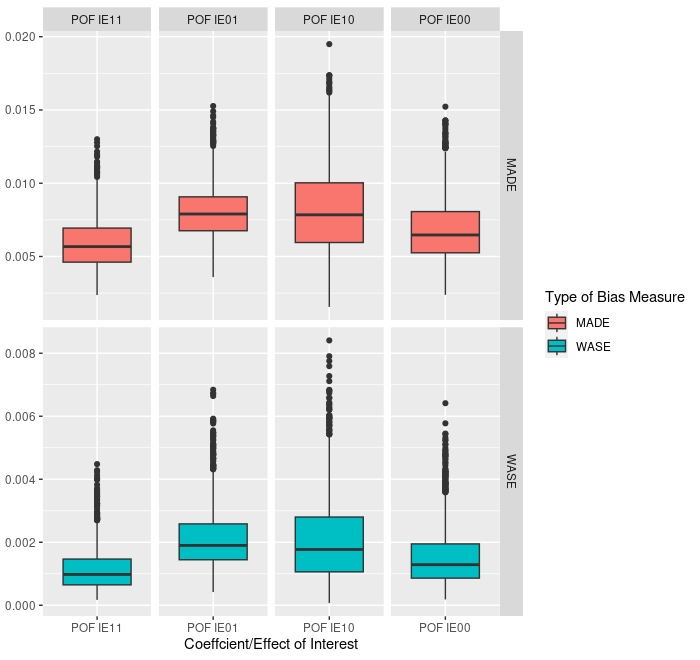 POF IE11 POF IE01 POF IE10 POF IE00
0.020
0.015
0.010
0.005
MADE
0.008
0.006
0.004
0.002
0.000
WASE
POF IE11 POF IE01 POF IE10 POF IE00
Coeffcient/Effect of Interest
Type of Bias Measure
MADE
WASE